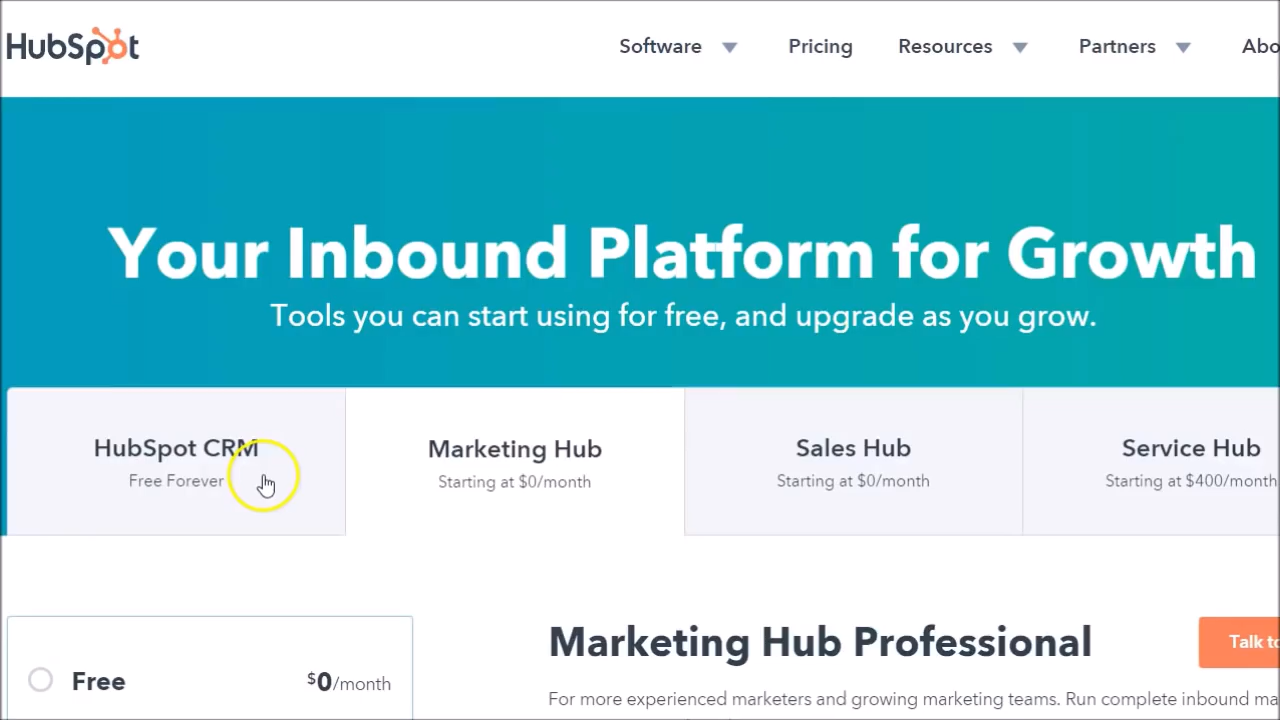 HubSpot
Software Pricing Resources Partners Abo
Your Inbound Platform for Growth
Tools you can start using for free, and upgrade as you grow.
HubSpot CRM
Free Forever
Marketing Hub
Starting at $0/month
Sales Hub
Starting at $0/month
Service Hub
Starting at $400/month
Free $0/month
Marketing Hub Professional
Talk to
For more experienced marketers and growing marketing teams. Run complete inbound ma